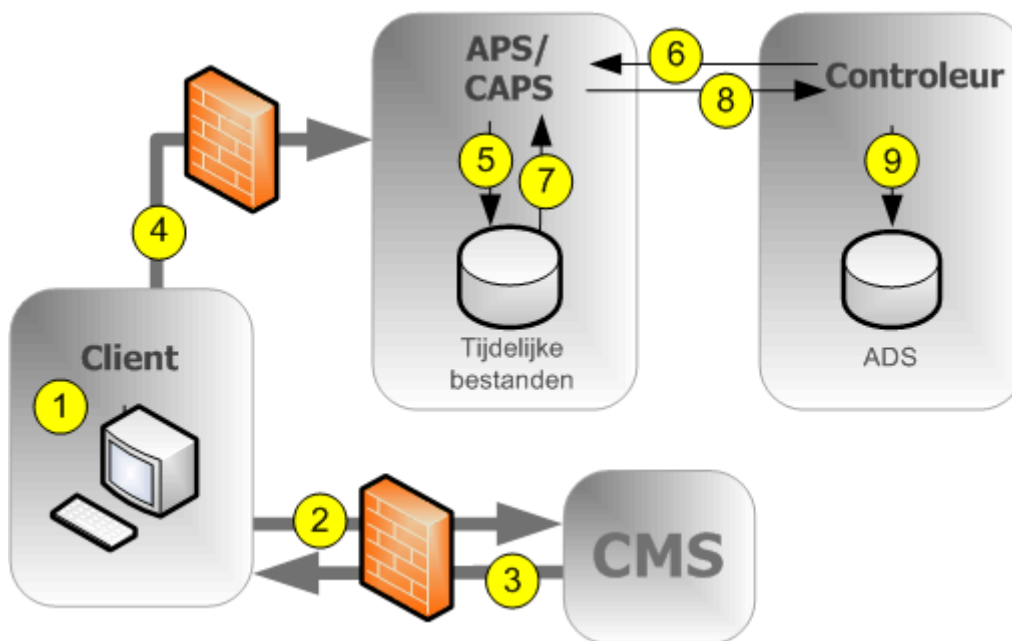 APS/
CAPS
6
Controleur
8
5
7
9
4
Tijdelijke
bestanden
ADS
Client
1
2
3
CMS